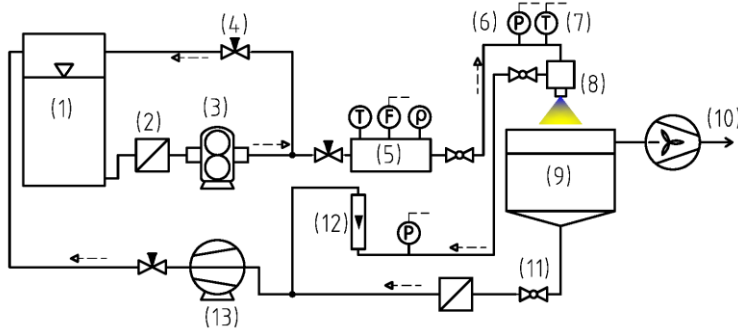 (4)
(6)
P
T
(7)
(1)
(2)
(3)
T
F
ρ
(5)
(8)
(10)
(9)
(12)
P
(11)
(13)